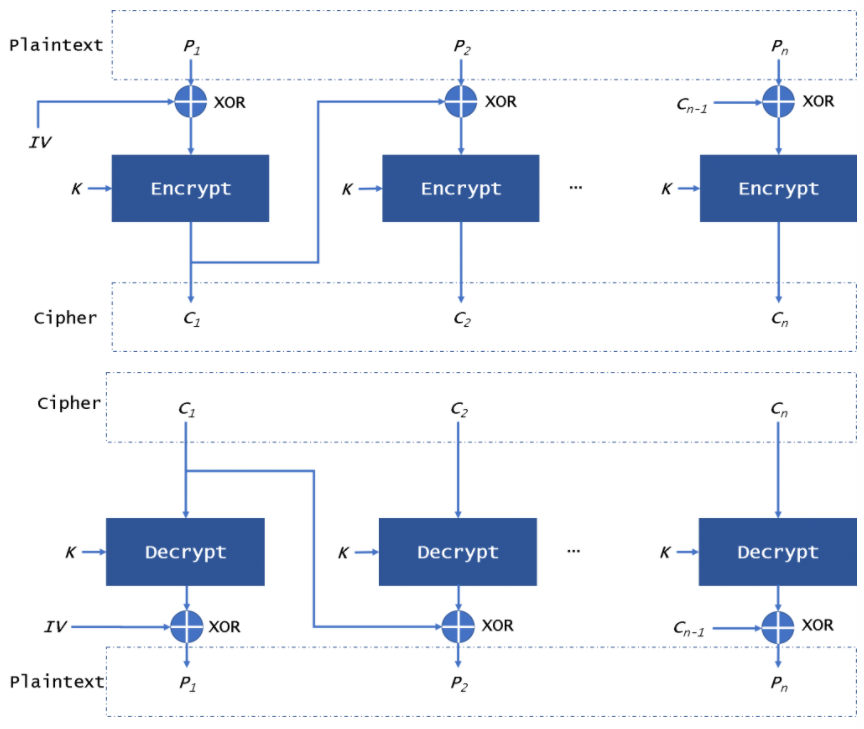 Plaintext P1 P2 Pn
XOR XOR Cn-1 XOR
IV
K Encrypt K Encrypt ... K Encrypt
Cipher C1 C2 Cn
Cipher C1 C2 Cn
K Decrypt K Decrypt ... K Decrypt
IV XOR XOR Cn-1 XOR
Plaintext P1 P2 Pn